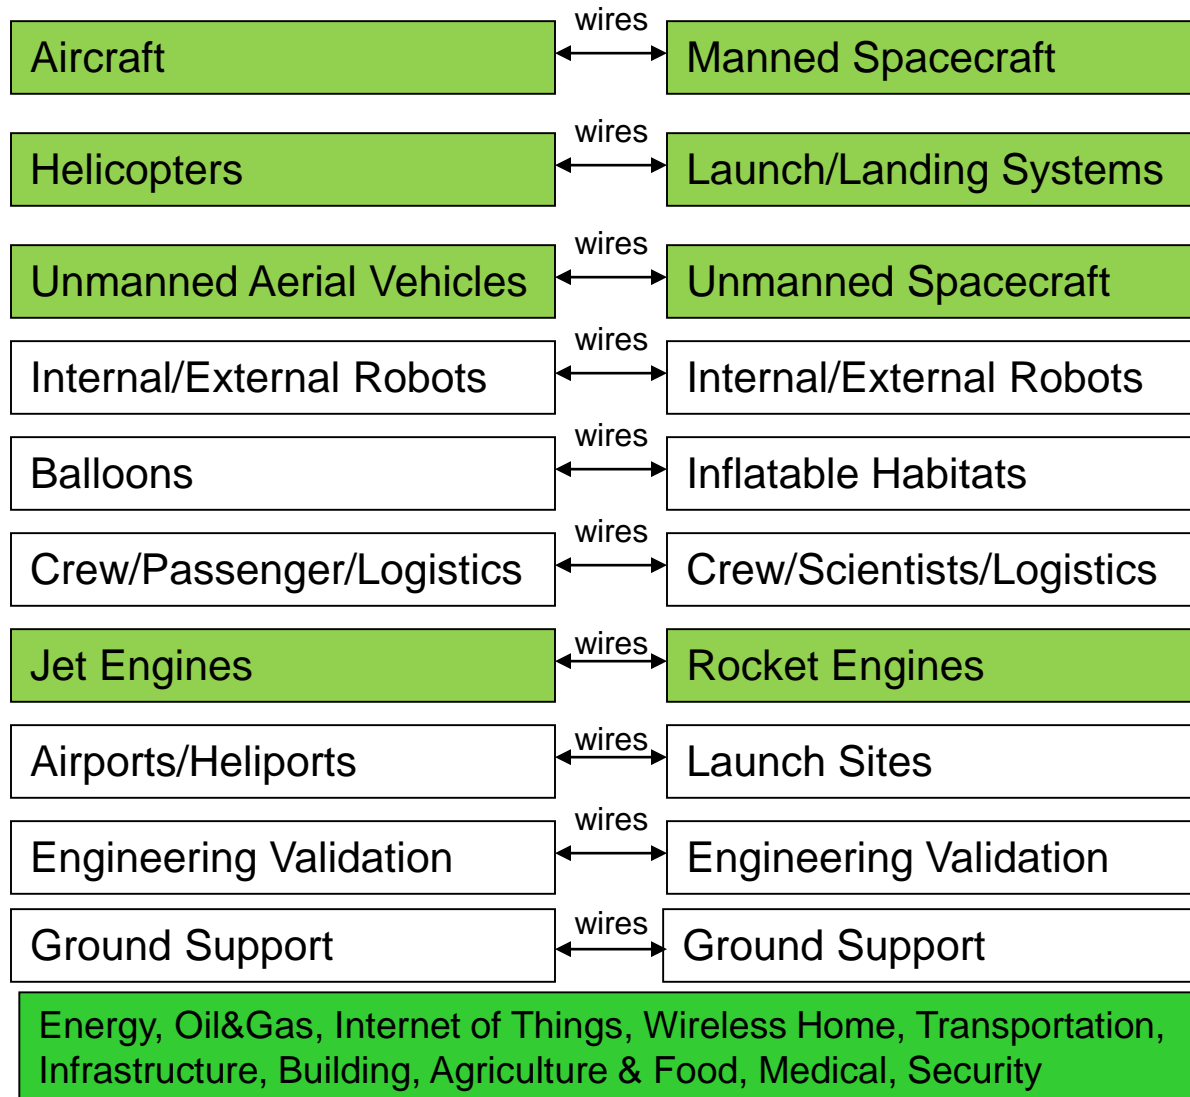 wires
Aircraft
Manned Spacecraft
wires
Helicopters
Launch/Landing Systems
wires
Unmanned Aerial Vehicles
Unmanned Spacecraft
wires
Internal/External Robots
Internal/External Robots
wires
Balloons
Inflatable Habitats
wires
Crew/Passenger/Logistics
Crew/Scientists/Logistics
wires
Jet Engines
Rocket Engines
wires
Airports/Heliports
Launch Sites
wires
Engineering Validation
Engineering Validation
wires
Ground Support
Ground Support
Energy, Oil&Gas, Internet of Things, Wireless Home, Transportation,
Infrastructure, Building, Agriculture & Food, Medical, Security